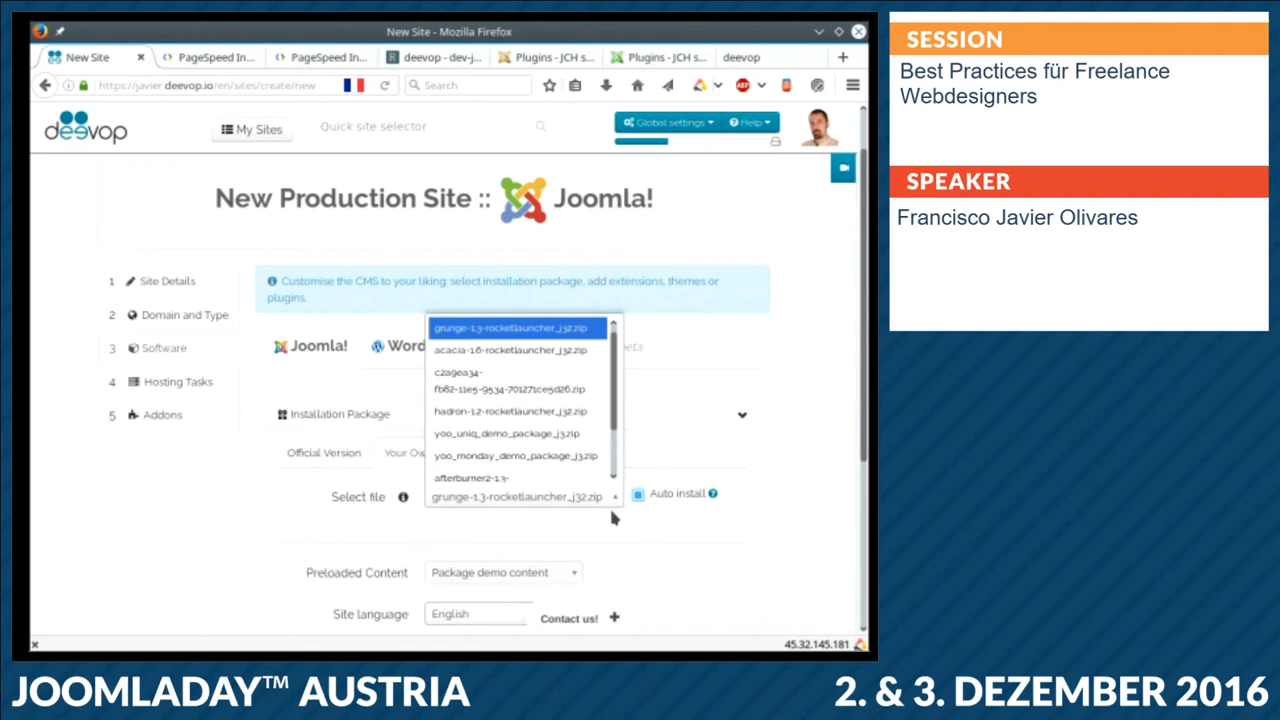 New Site - Mozilla Firefox
New Site
PageSpeed In...
PageSpeed In...
deevop - dev-j...
Plugins - JCH s...
Plugins - JCH s...
deevop
https://javier.deevop.io/en/sites/create/new
Search
ABP
deevop
My Sites
Quick site selector
Global settings
Help
New Production Site :: Joomla!
1 Site Details
2 Domain and Type
3 Software
4 Hosting Tasks
5 Addons
Customise the CMS to your liking: select installation package, add extensions, themes or
plugins.
Joomla!
Word
beta
Installation Package
Official Version
Your Ow
grunge-1.3-rocketlauncher_j32.zip
acacia-1.6-rocketlauncher_j32.zip
c2a9ea34-
fb82-11e5-9534-701271ce5d26.zip
hadron-1.2-rocketlauncher_j32.zip
yoo_uniq_demo_package_j3.zip
yoo_monday_demo_package_j3.zip
afterburner2-1.3-
Select file
grunge-1.3-rocketlauncher_j32.zip
Auto install
Preloaded Content
Package demo content
Site language
English
Contact us!
45.32.145.181
SESSION
Best Practices für Freelance
Webdesigners
SPEAKER
Francisco Javier Olivares
JOOMLADAY™ AUSTRIA
2. & 3. DEZEMBER 2016